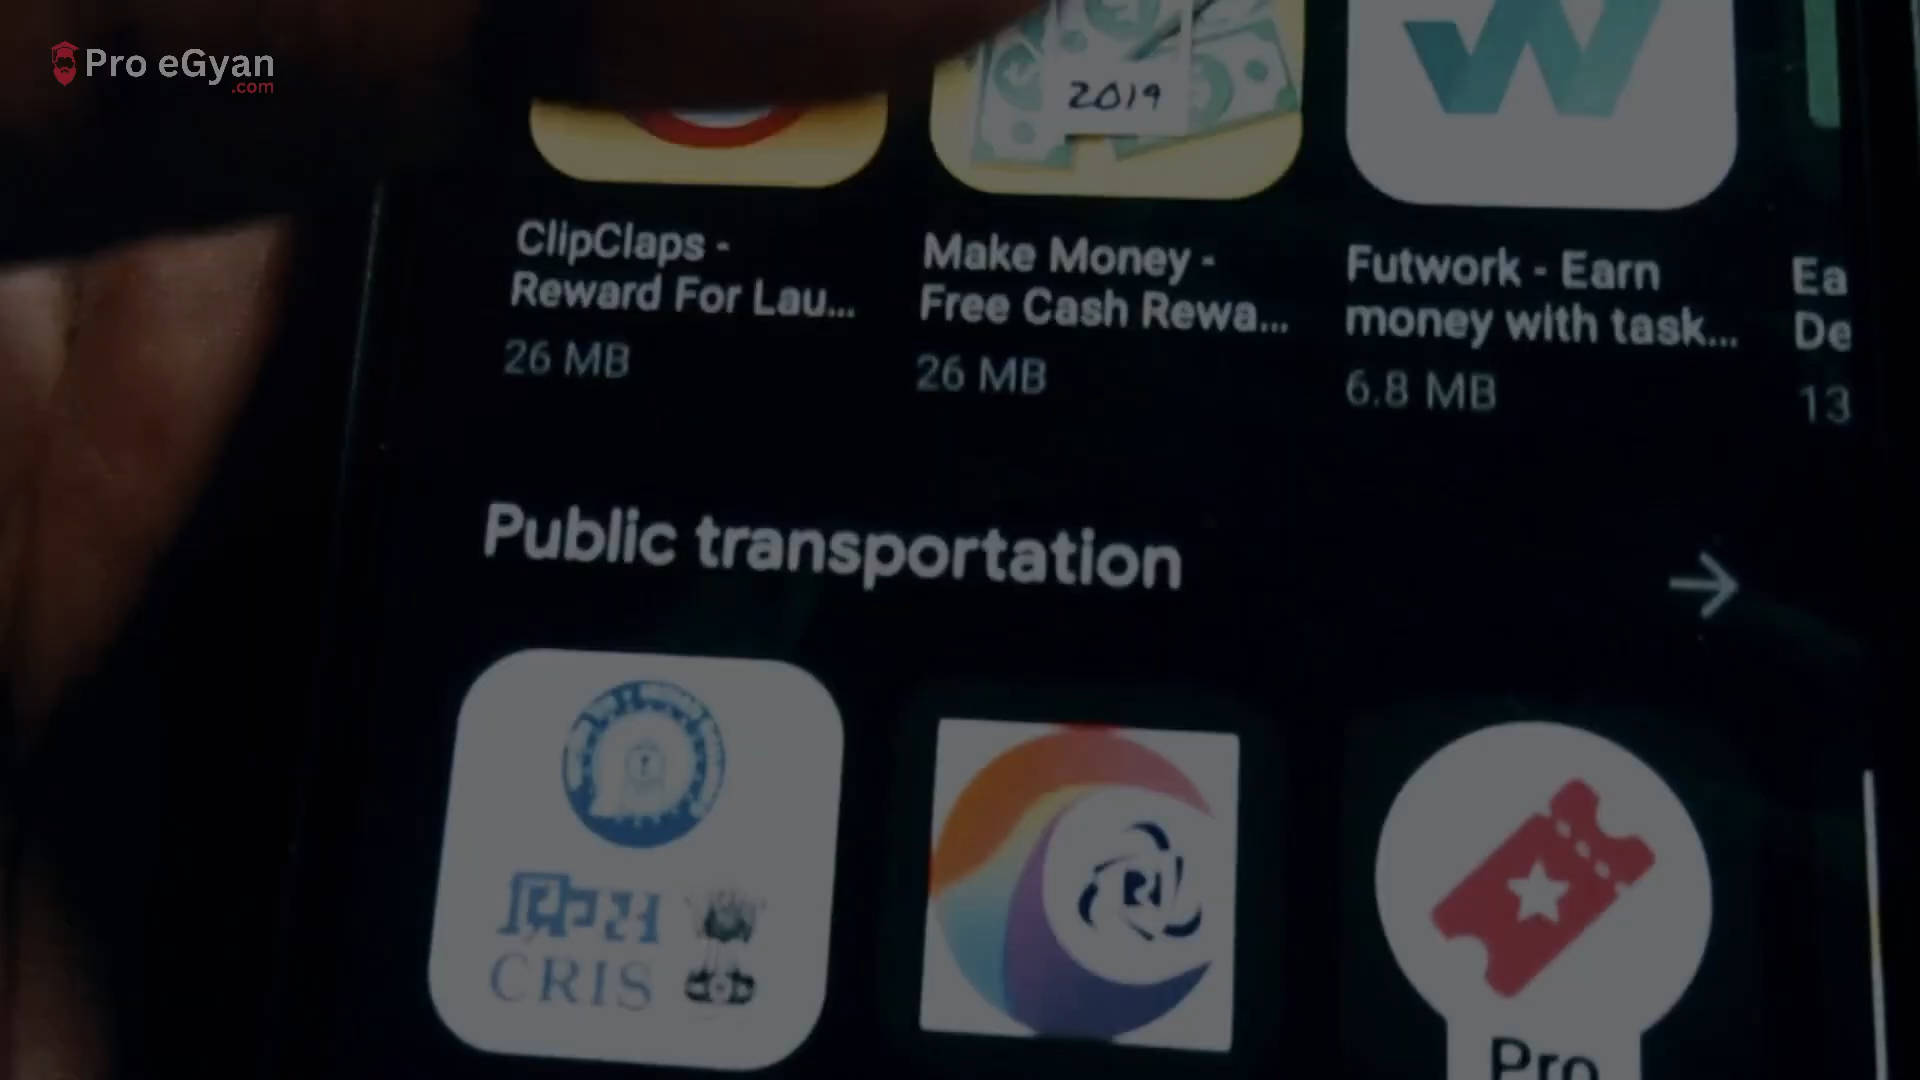 Pro eGyan
.com
2019
ClipClaps -
Reward For Lau...
26 MB
Make Money -
Free Cash Rewa...
26 MB
Futwork - Earn
money with task...
6.8 MB
Ea
De
13
Public transportation
क्रिस
CRIS
Pro